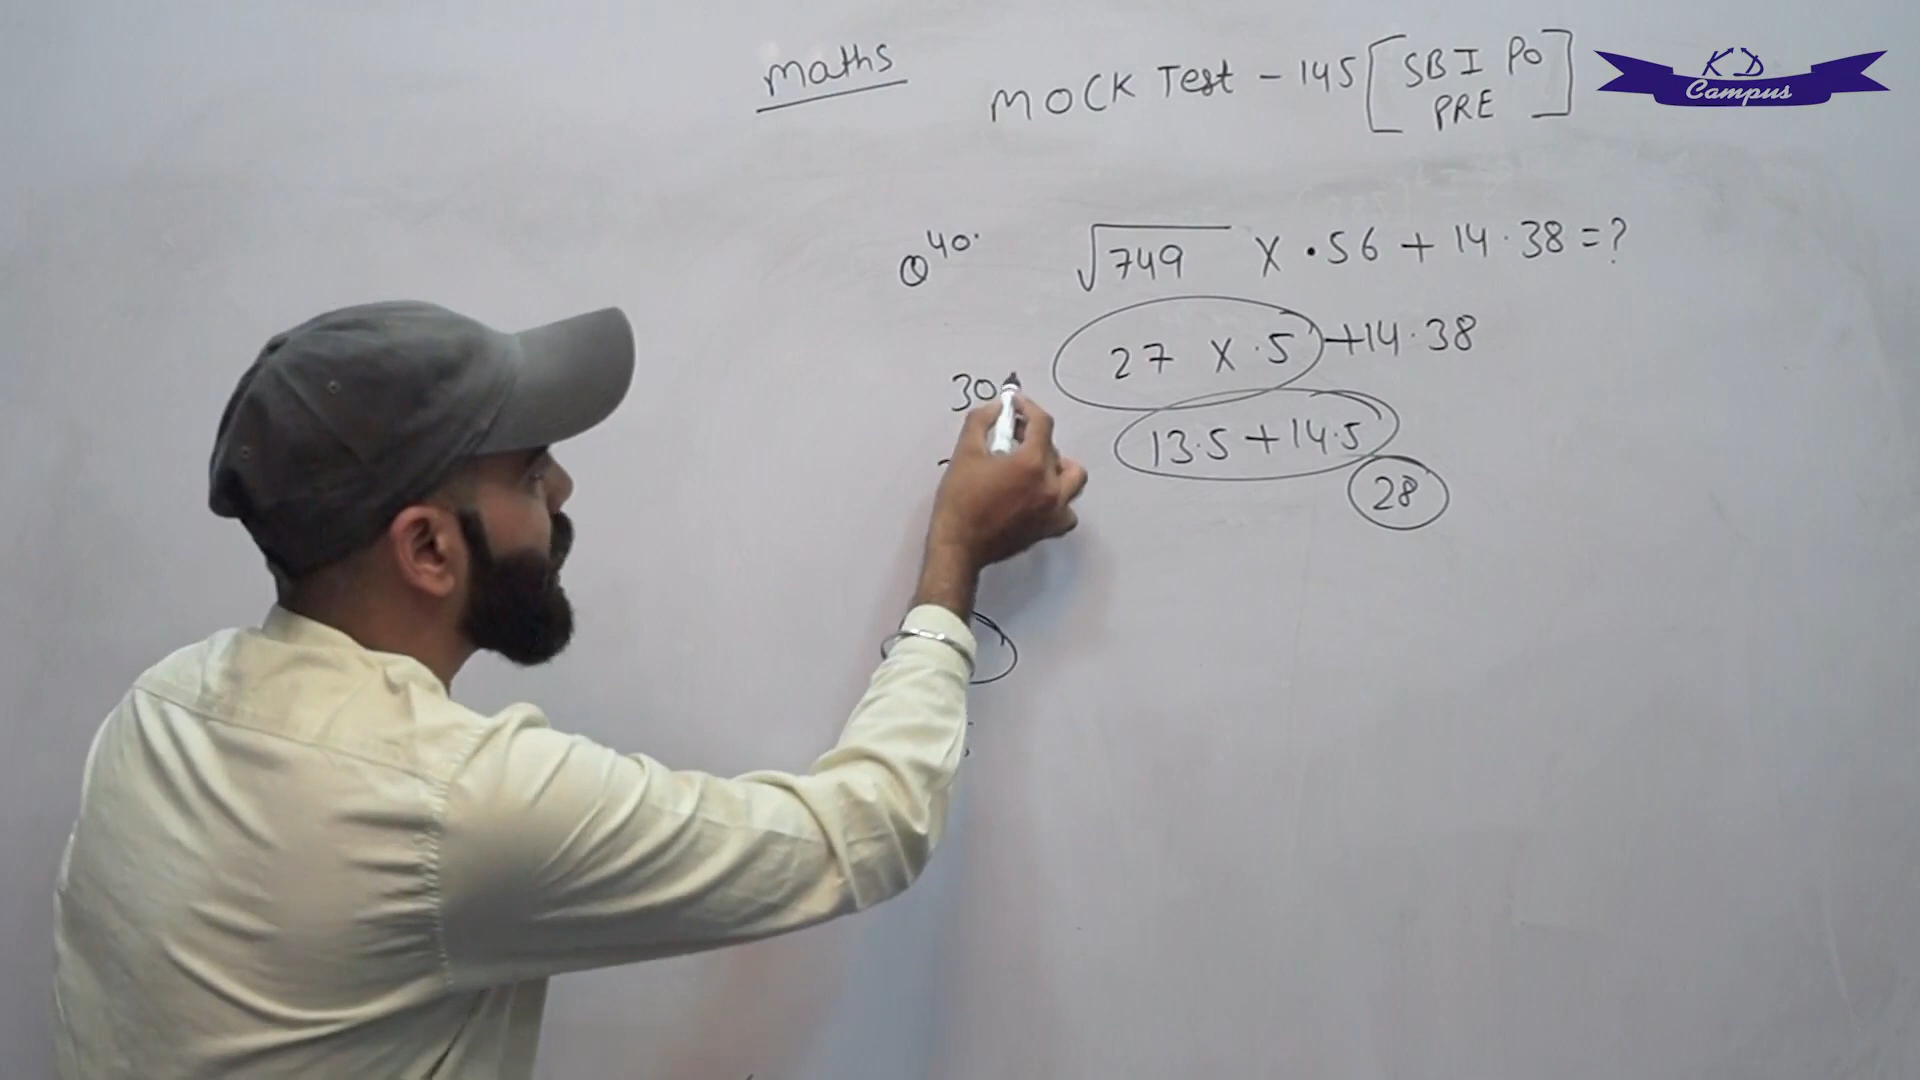 maths
MOCK Test - 145 [SBI PO
PRE]
KD
Campus
Q 40. √749 X .56 + 14.38 = ?
27 X .5 + 14.38
30
13.5 + 14.5
28